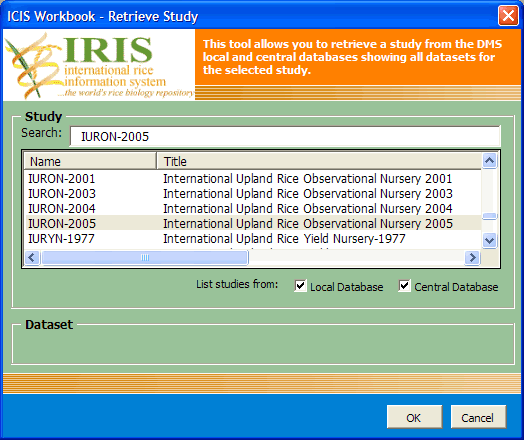 ICIS Workbook - Retrieve Study
IRIS
international rice
information system
...the world's rice biology repository
This tool allows you to retrieve a study from the DMS
local and central databases showing all datasets for
the selected study.
Study
Search: IURON-2005
Name Title
IURON-2001 International Upland Rice Observational Nursery 2001
IURON-2003 International Upland Rice Observational Nursery 2003
IURON-2004 International Upland Rice Observational Nursery 2004
IURON-2005 International Upland Rice Observational Nursery 2005
IURYN-1977 International Upland Rice Yield Nursery-1977
List studies from: Local Database Central Database
Dataset
OK Cancel